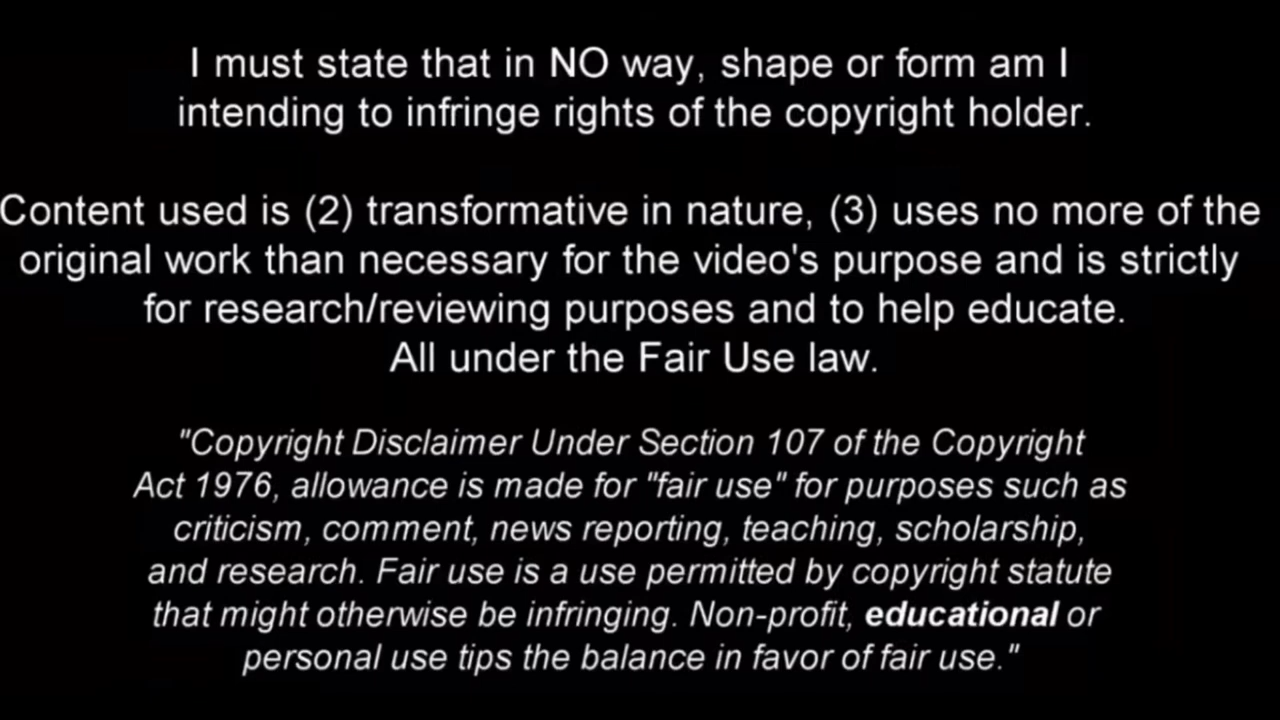 I must state that in NO way, shape or form am I
intending to infringe rights of the copyright holder.
Content used is (2) transformative in nature, (3) uses no more of the
original work than necessary for the video's purpose and is strictly
for research/reviewing purposes and to help educate.
All under the Fair Use law.
"Copyright Disclaimer Under Section 107 of the Copyright
Act 1976, allowance is made for "fair use" for purposes such as
criticism, comment, news reporting, teaching, scholarship,
and research. Fair use is a use permitted by copyright statute
that might otherwise be infringing. Non-profit, educational or
personal use tips the balance in favor of fair use."